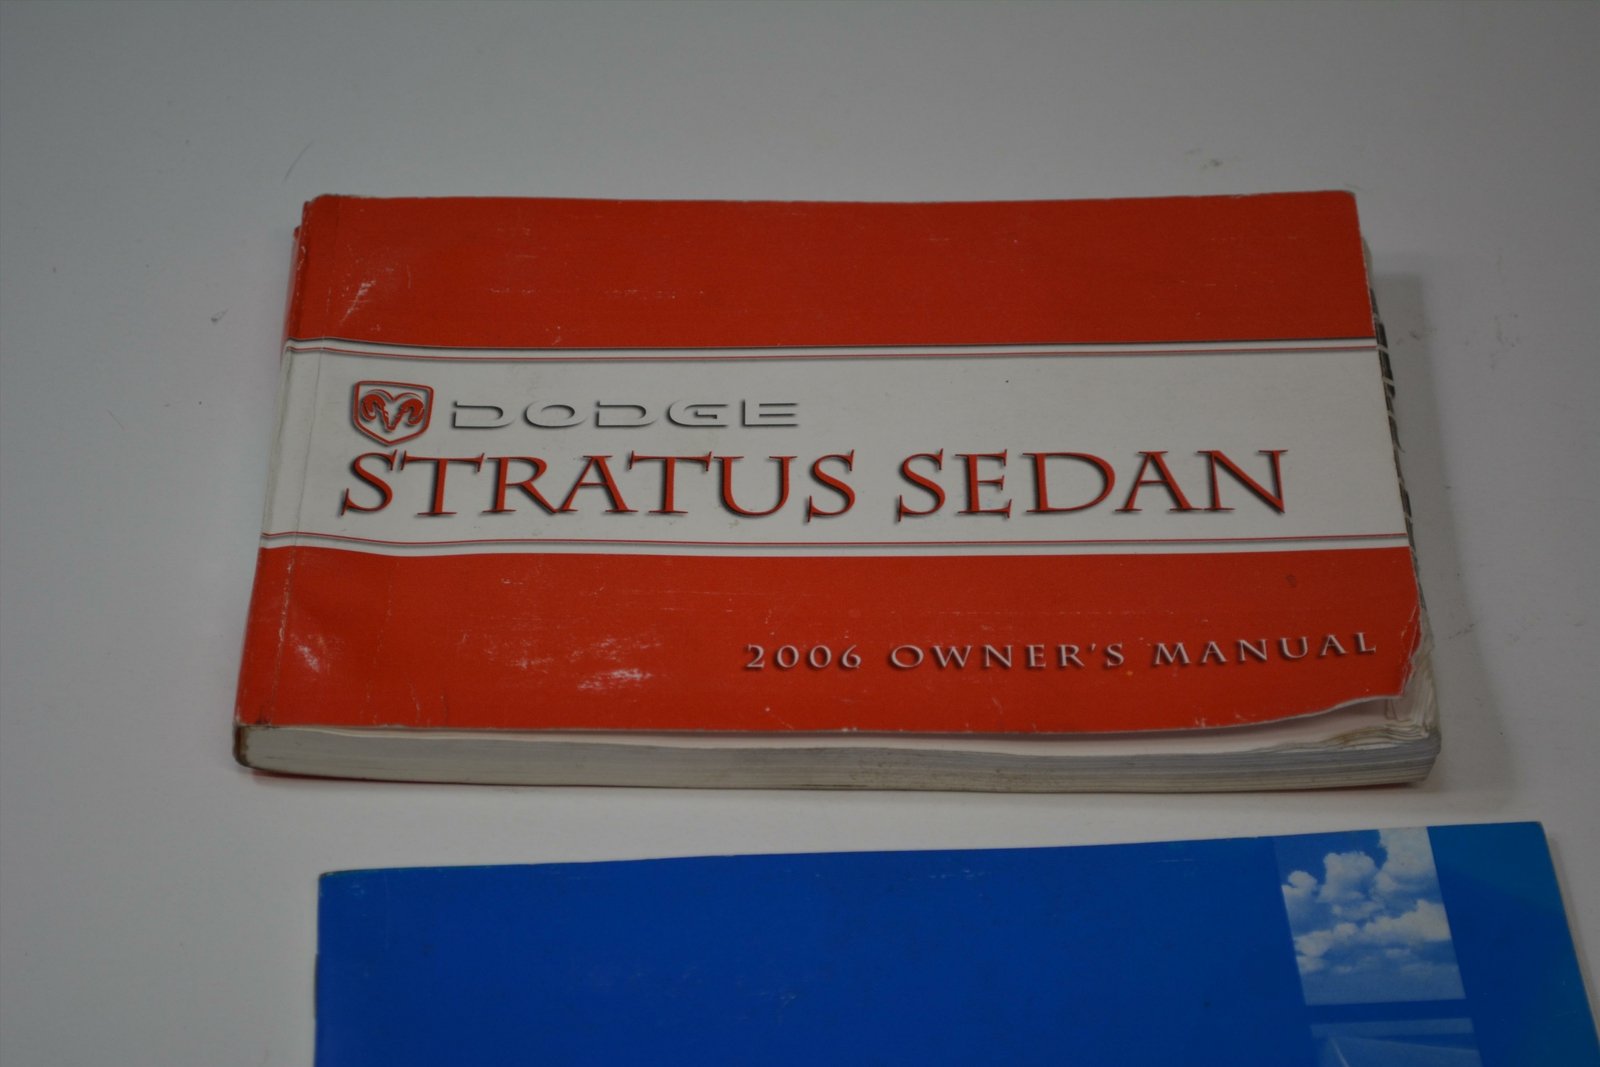 DODGE
STRATUS SEDAN
2006 OWNER'S MANUAL